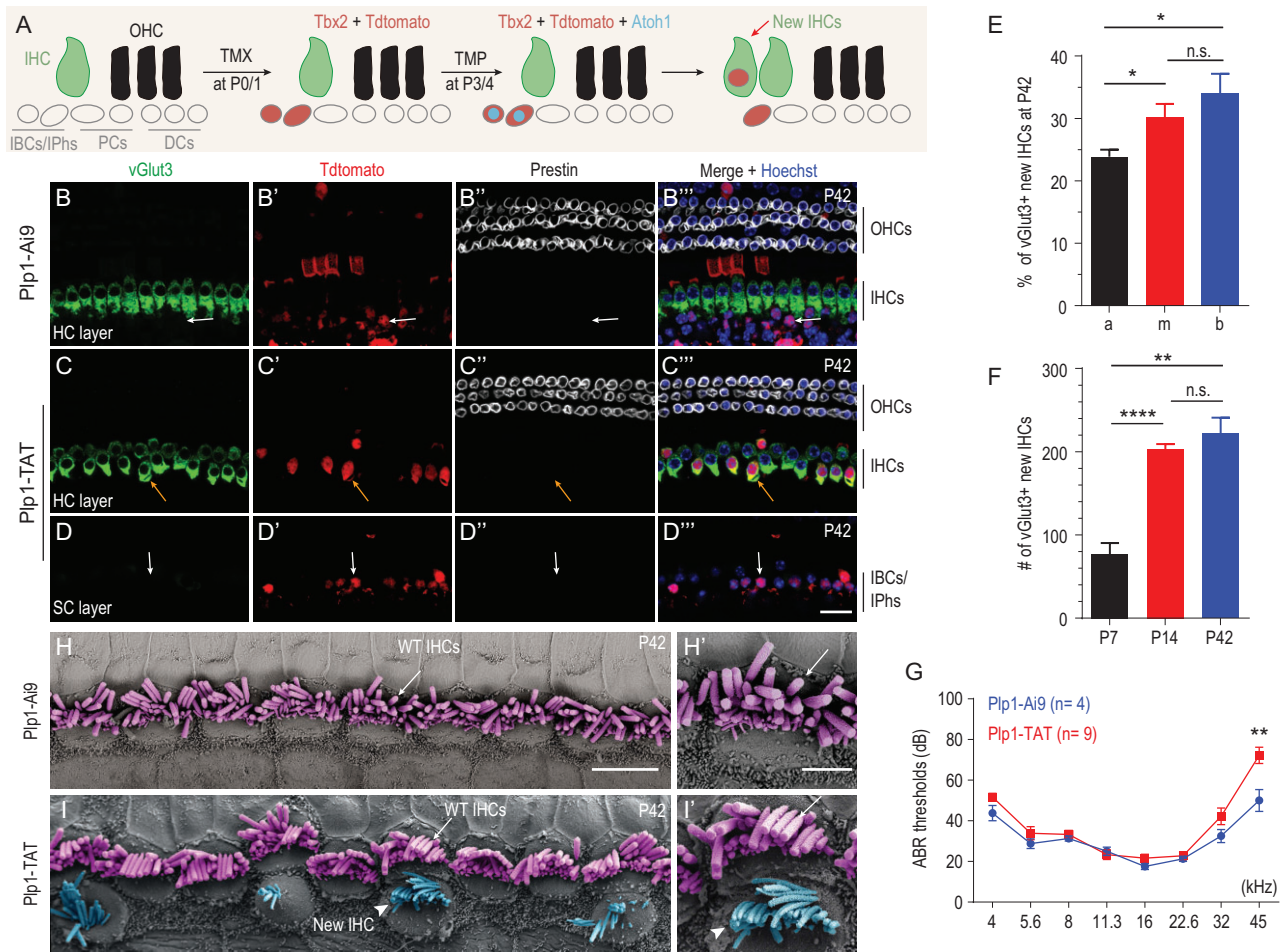 A
IHC
OHC
TMX
at P0/1
Tbx2 + Tdtomato
TMP
at P3/4
Tbx2 + Tdtomato + Atoh1
New IHCs
IBCs/IPhs
PCs
DCs
vGlut3
Tdtomato
Prestin
Merge + Hoechst
Plp1-Ai9
B
HC layer
B'
B''
B'''
P42
OHCs
IHCs
Plp1-TAT
C
HC layer
C'
C''
C'''
P42
OHCs
IHCs
D
SC layer
D'
D''
D'''
P42
IBCs/
IPhs
E
% of vGlut3+ new IHCs at P42
40
30
20
10
0
*
*
n.s.
a
m
b
F
# of vGlut3+ new IHCs
300
200
100
0
**
****
n.s.
P7
P14
P42
G
ABR thresholds (dB)
100
80
60
40
20
0
Plp1-Ai9 (n= 4)
Plp1-TAT (n= 9)
**
(kHz)
4
5.6
8
11.3
16
22.6
32
45
Plp1-Ai9
H
WT IHCs
P42
H'
Plp1-TAT
I
WT IHCs
P42
New IHC
I'